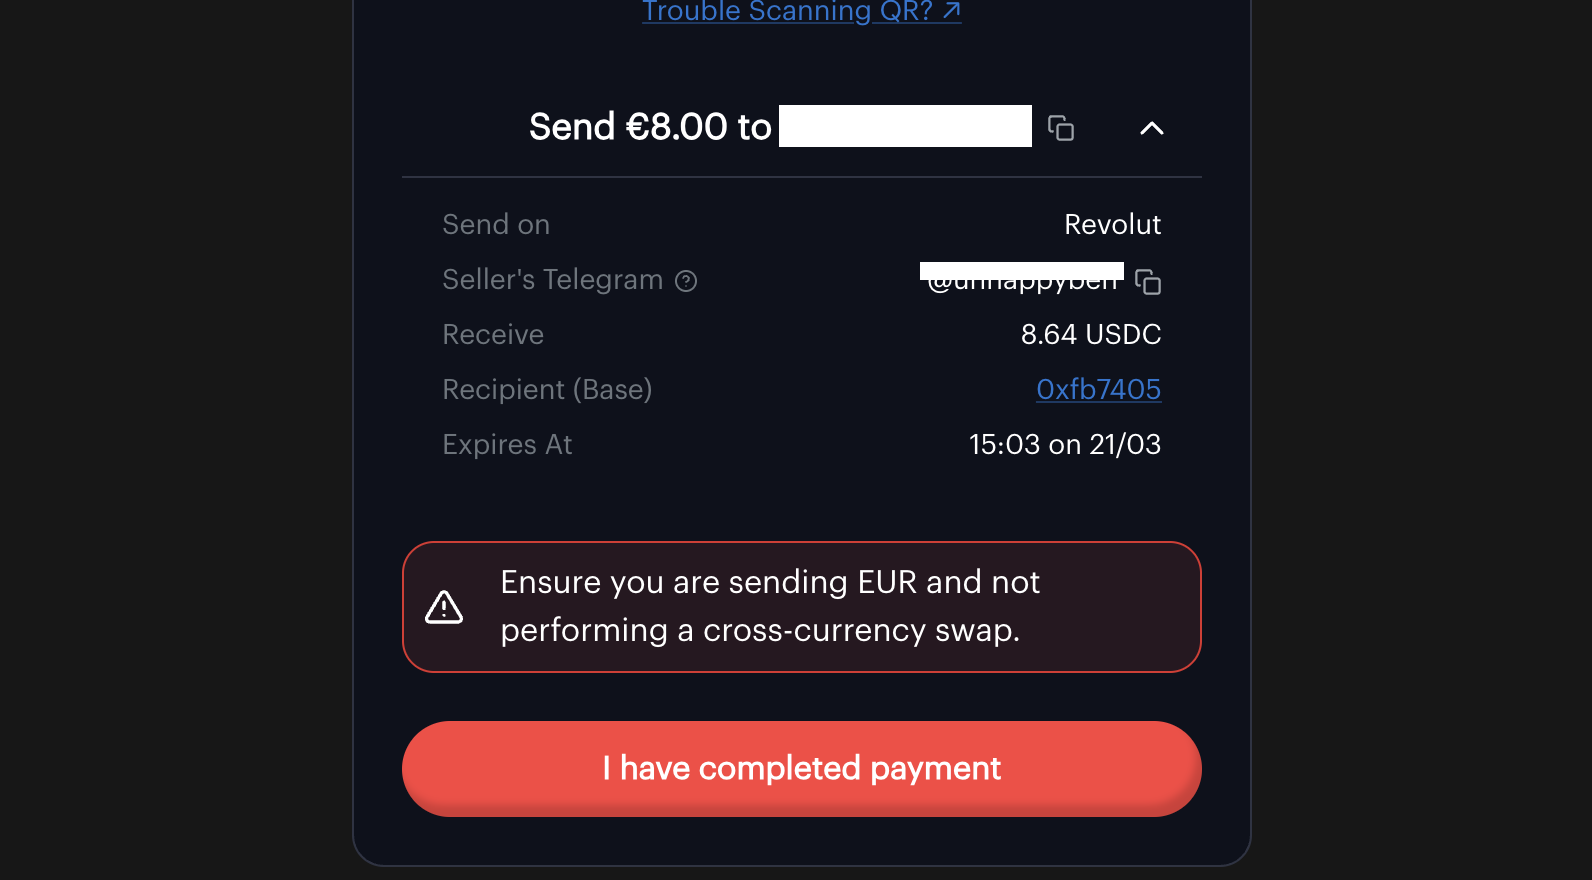 Trouble Scanning QR? ↗
Send €8.00 to
Send on Revolut
Seller's Telegram
Receive 8.64 USDC
Recipient (Base) 0xfb7405
Expires At 15:03 on 21/03
Ensure you are sending EUR and not
performing a cross-currency swap.
I have completed payment